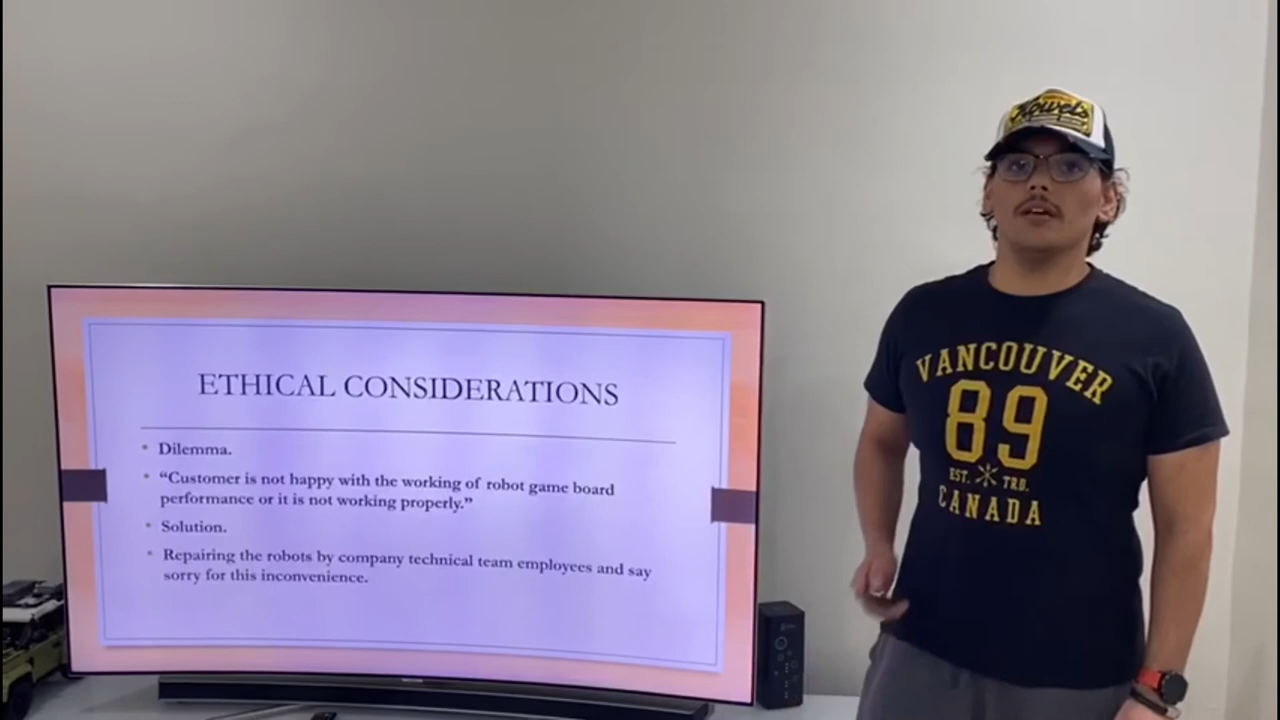 Howel's
ETHICAL CONSIDERATIONS
Dilemma.
“Customer is not happy with the working of robot game board
performance or it is not working properly.”
Solution.
Repairing the robots by company technical team employees and say
sorry for this inconvenience.
VANCOUVER
89
EST. TRD.
CANADA